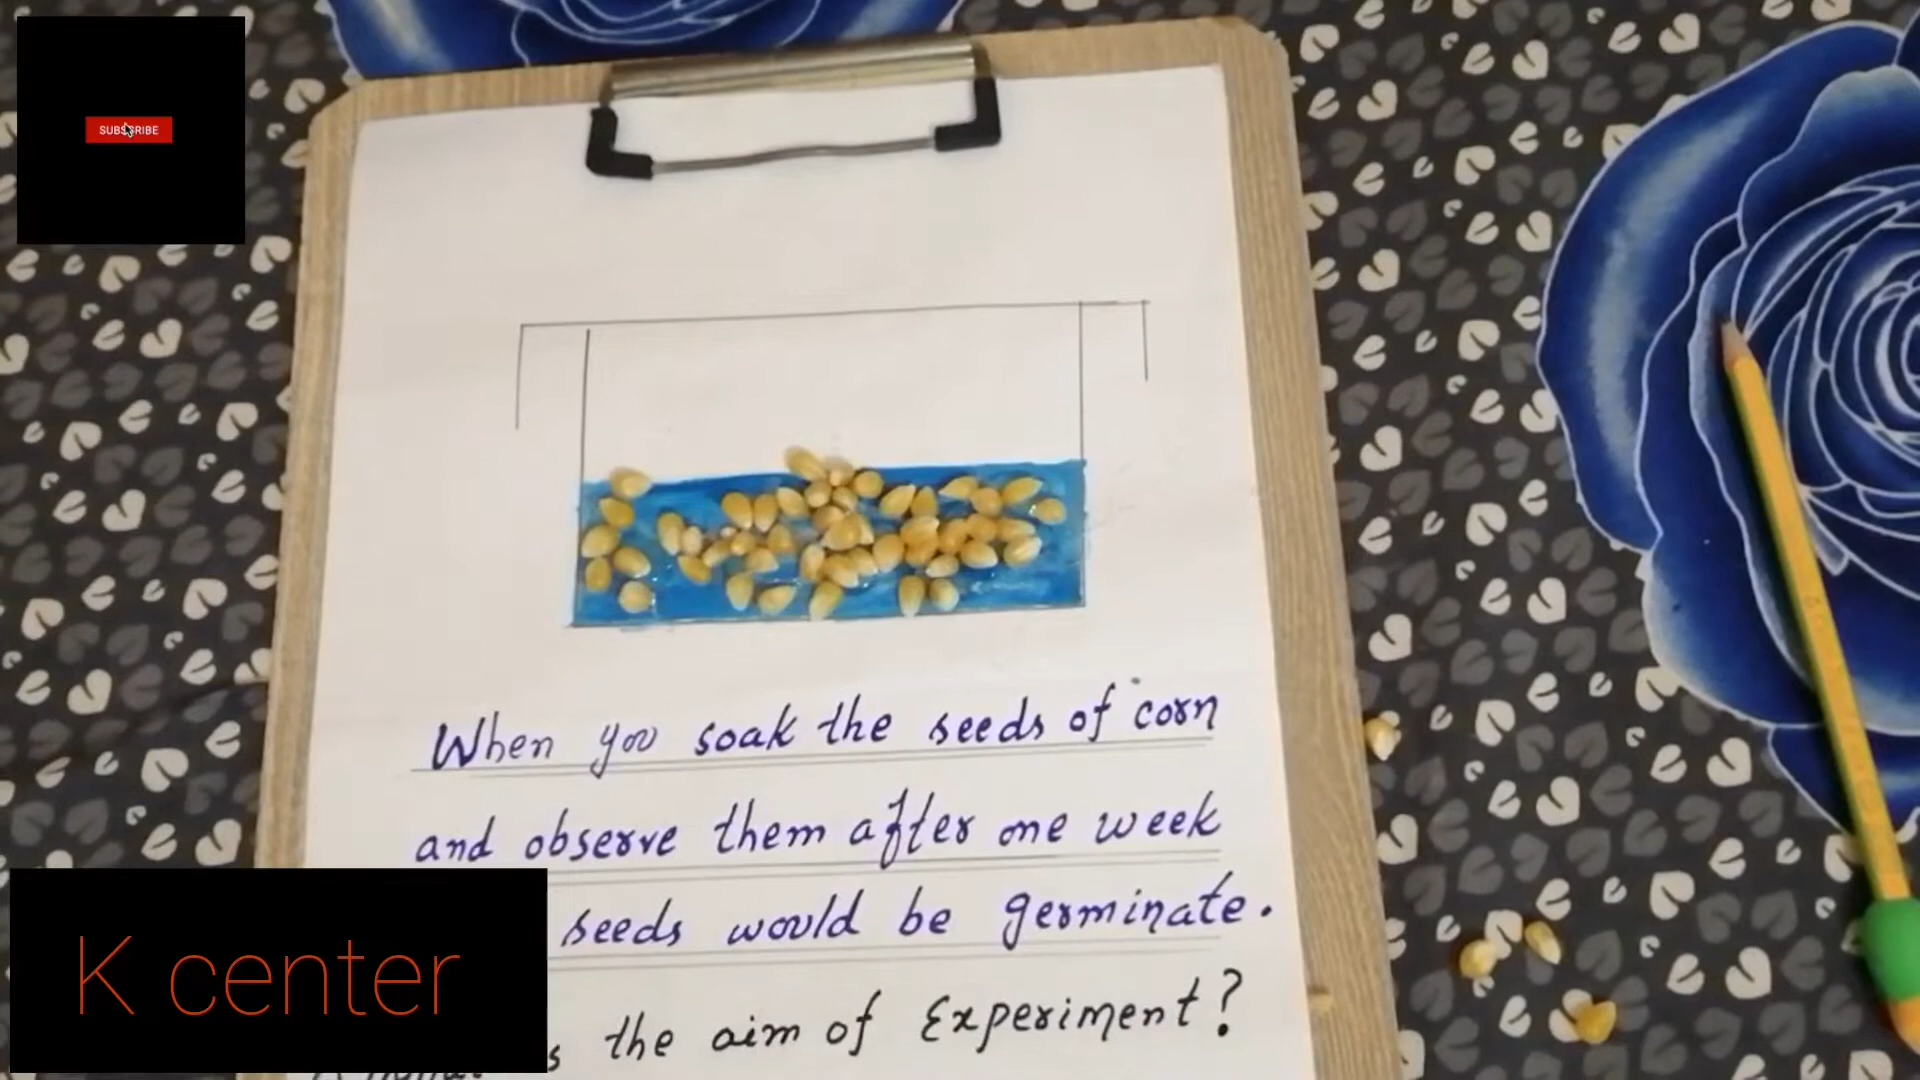 SUBSCRIBE
When you soak the seeds of corn
and observe them after one week
seeds would be germinate.
the aim of Experiment?
K center